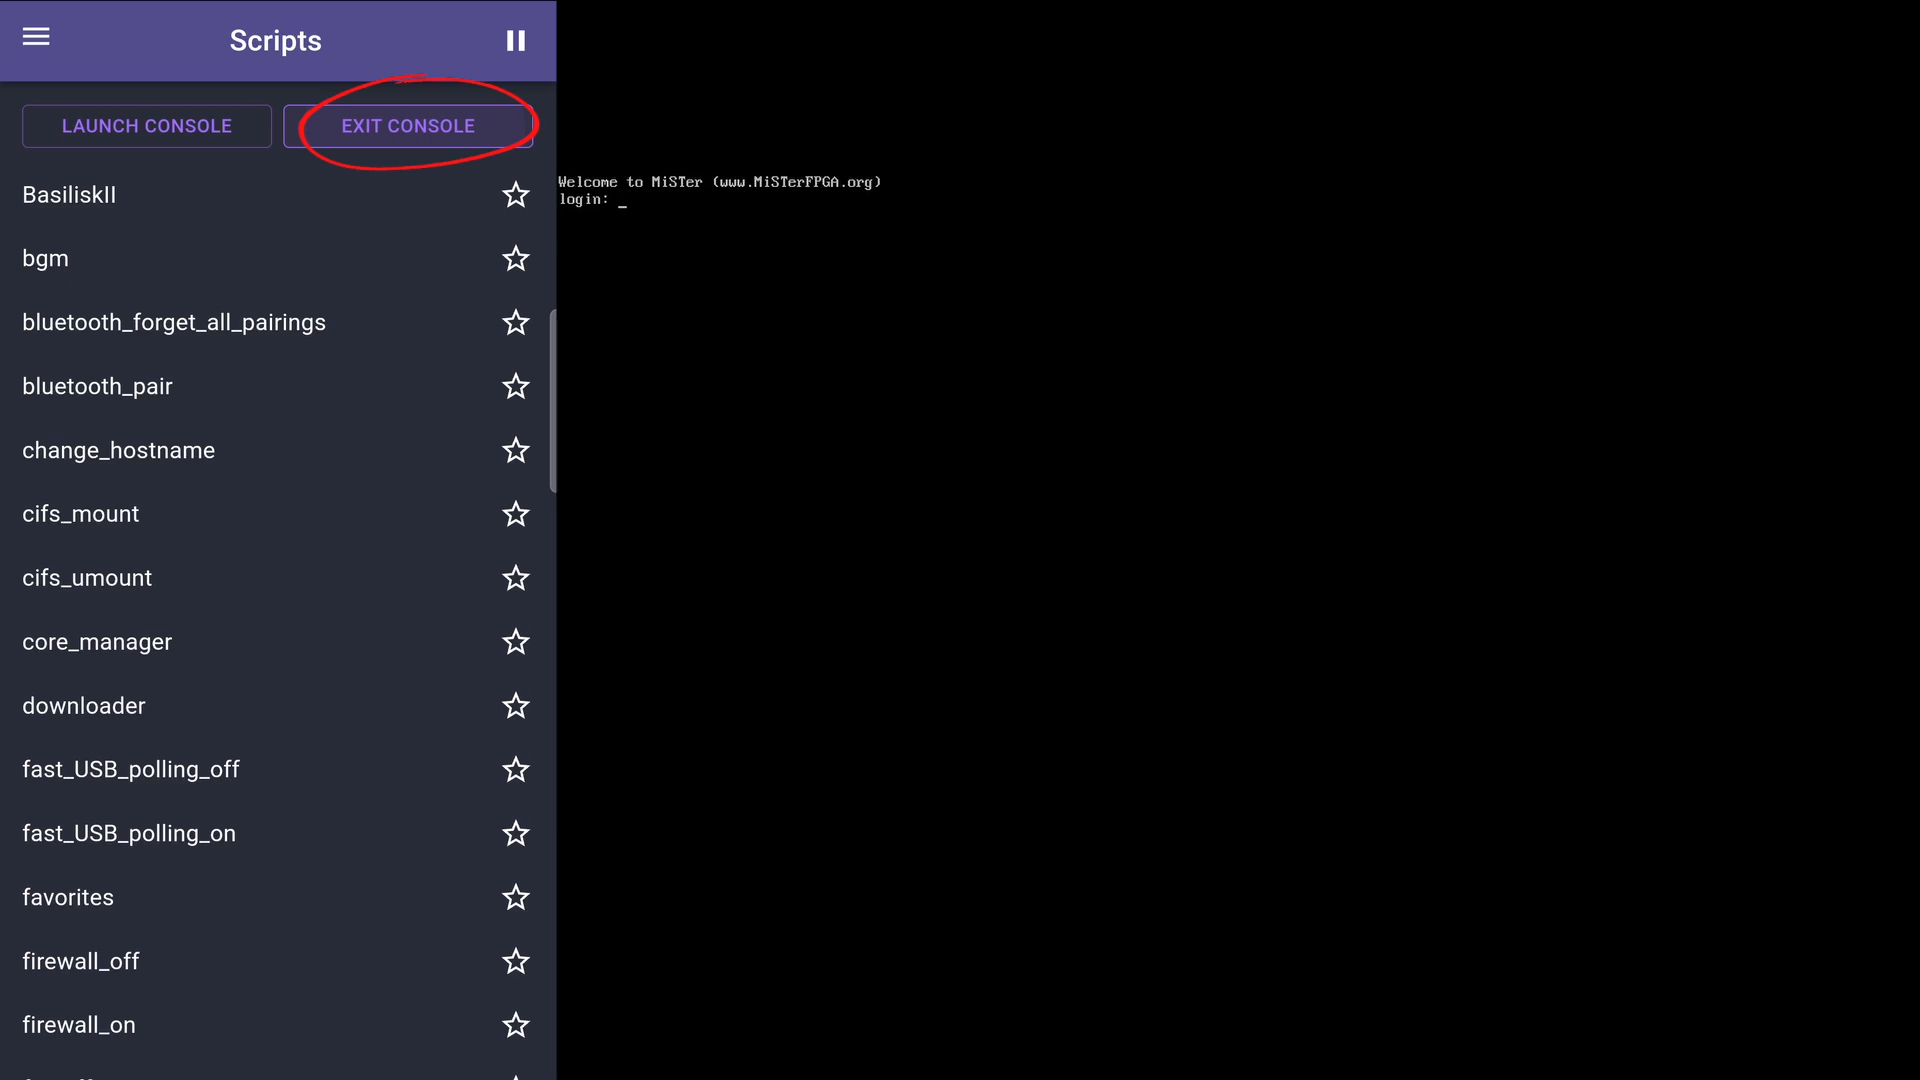 Scripts
LAUNCH CONSOLE
EXIT CONSOLE
BasiliskII
bgm
bluetooth_forget_all_pairings
bluetooth_pair
change_hostname
cifs_mount
cifs_umount
core_manager
downloader
fast_USB_polling_off
fast_USB_polling_on
favorites
firewall_off
firewall_on
Welcome to MiSTer (www.MiSTerFPGA.org)
login: _